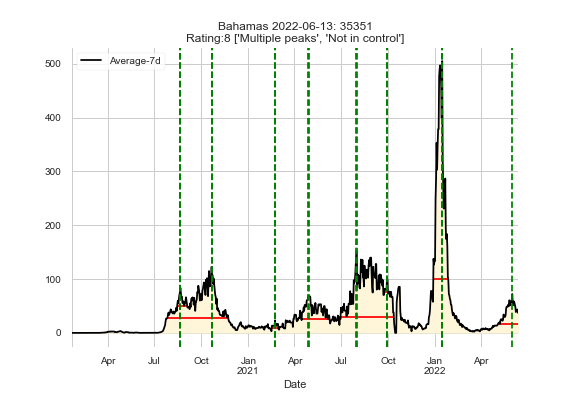 Bahamas 2022-06-13: 35351
Rating:8 ['Multiple peaks', 'Not in control']
Average-7d
500
400
300
200
100
0
Apr Jul Oct Jan Apr Jul Oct Jan Apr
2021 2022
Date